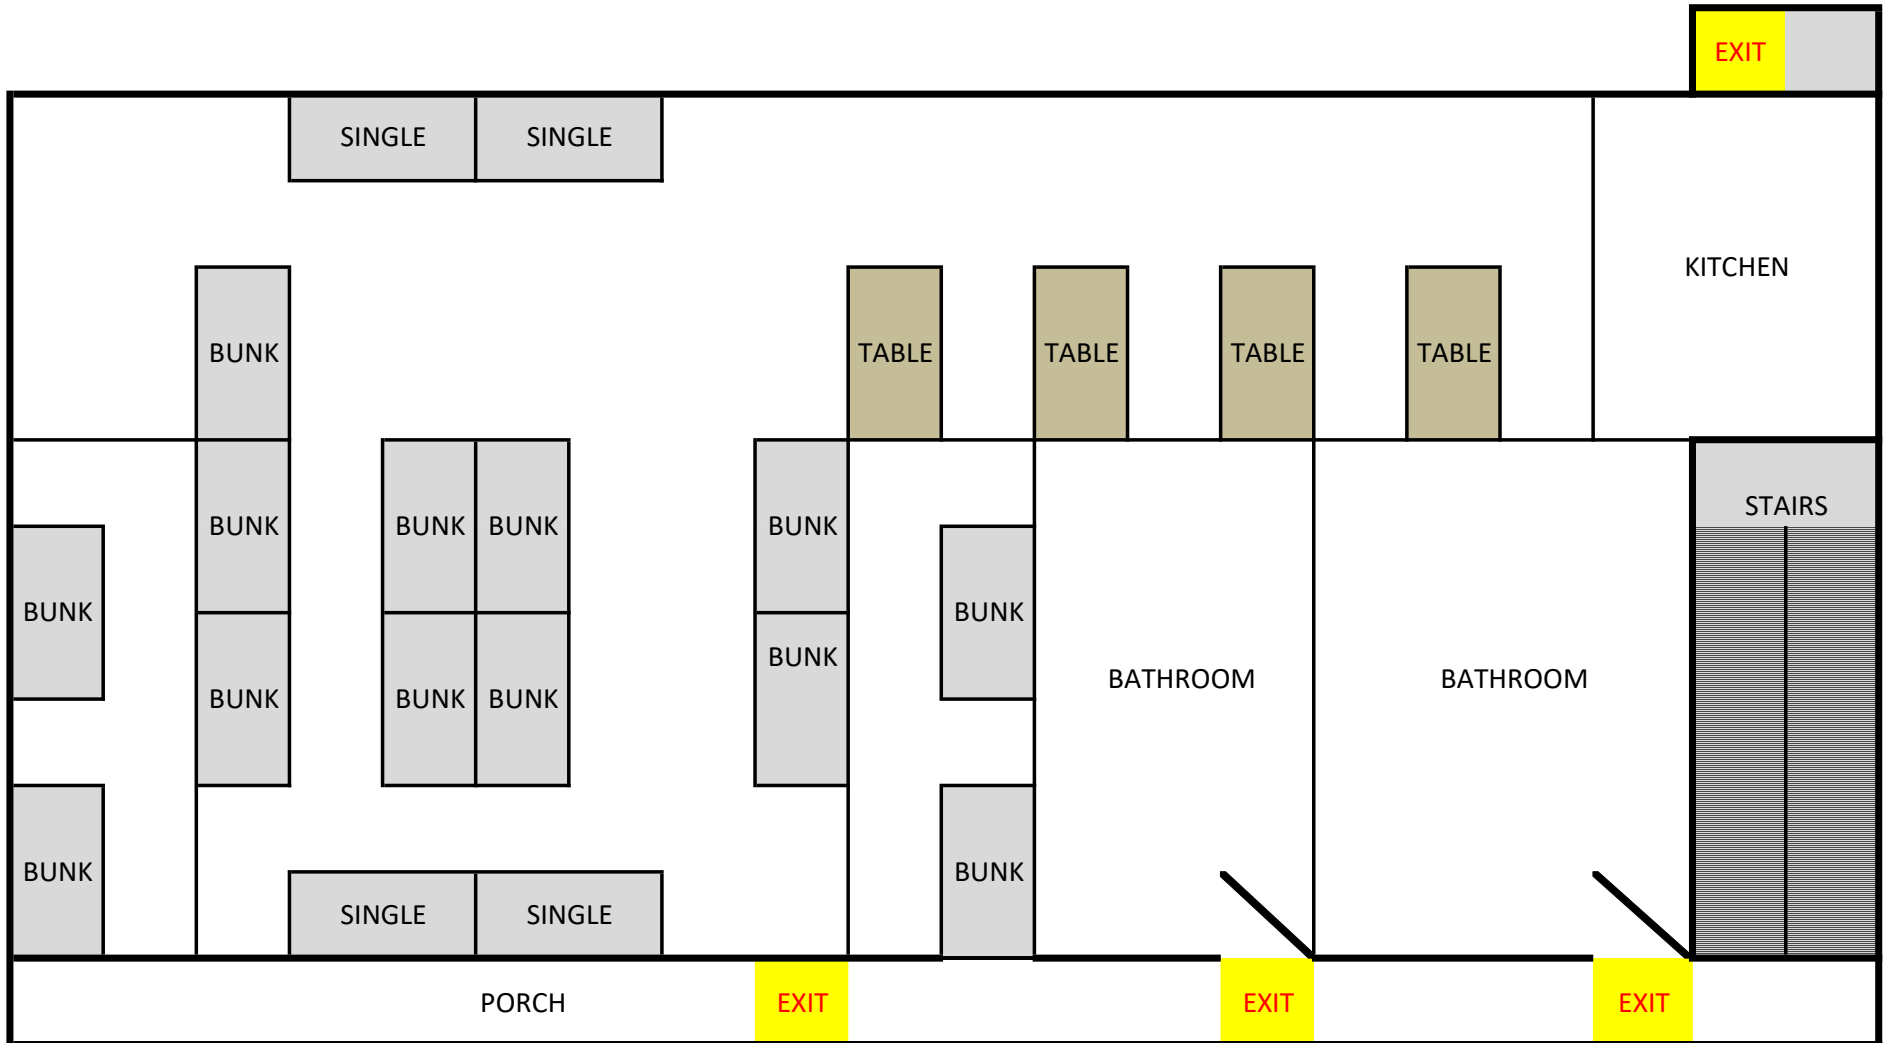 EXIT
SINGLE SINGLE
KITCHEN
BUNK TABLE TABLE TABLE TABLE
STAIRS
BUNK BUNK BUNK BUNK
BUNK BUNK
BUNK
BATHROOM BATHROOM
BUNK BUNK BUNK
BUNK BUNK
SINGLE SINGLE
PORCH EXIT EXIT EXIT